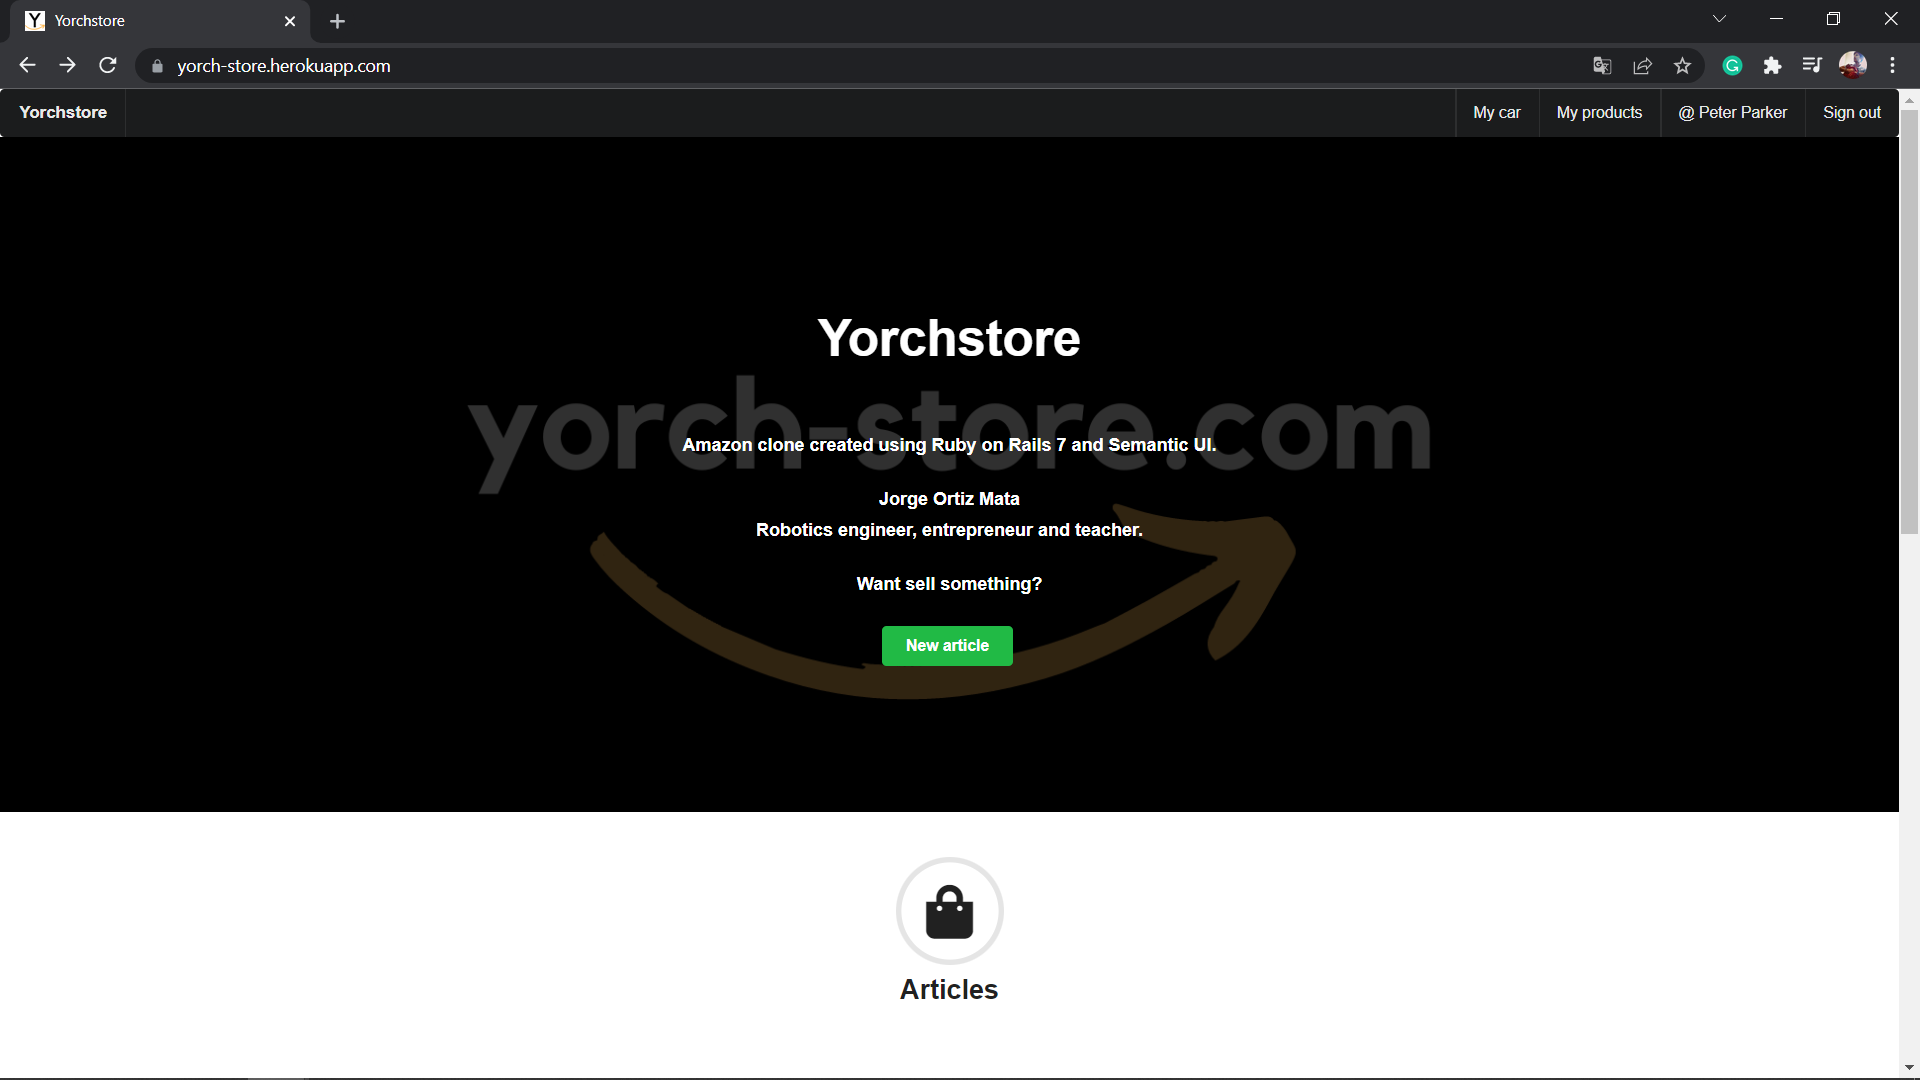 Yorchstore
yorch-store.herokuapp.com
Yorchstore
My car
My products
@ Peter Parker
Sign out
Yorchstore
yorch-store.com
Amazon clone created using Ruby on Rails 7 and Semantic UI.
Jorge Ortiz Mata
Robotics engineer, entrepreneur and teacher.
Want sell something?
New article
Articles